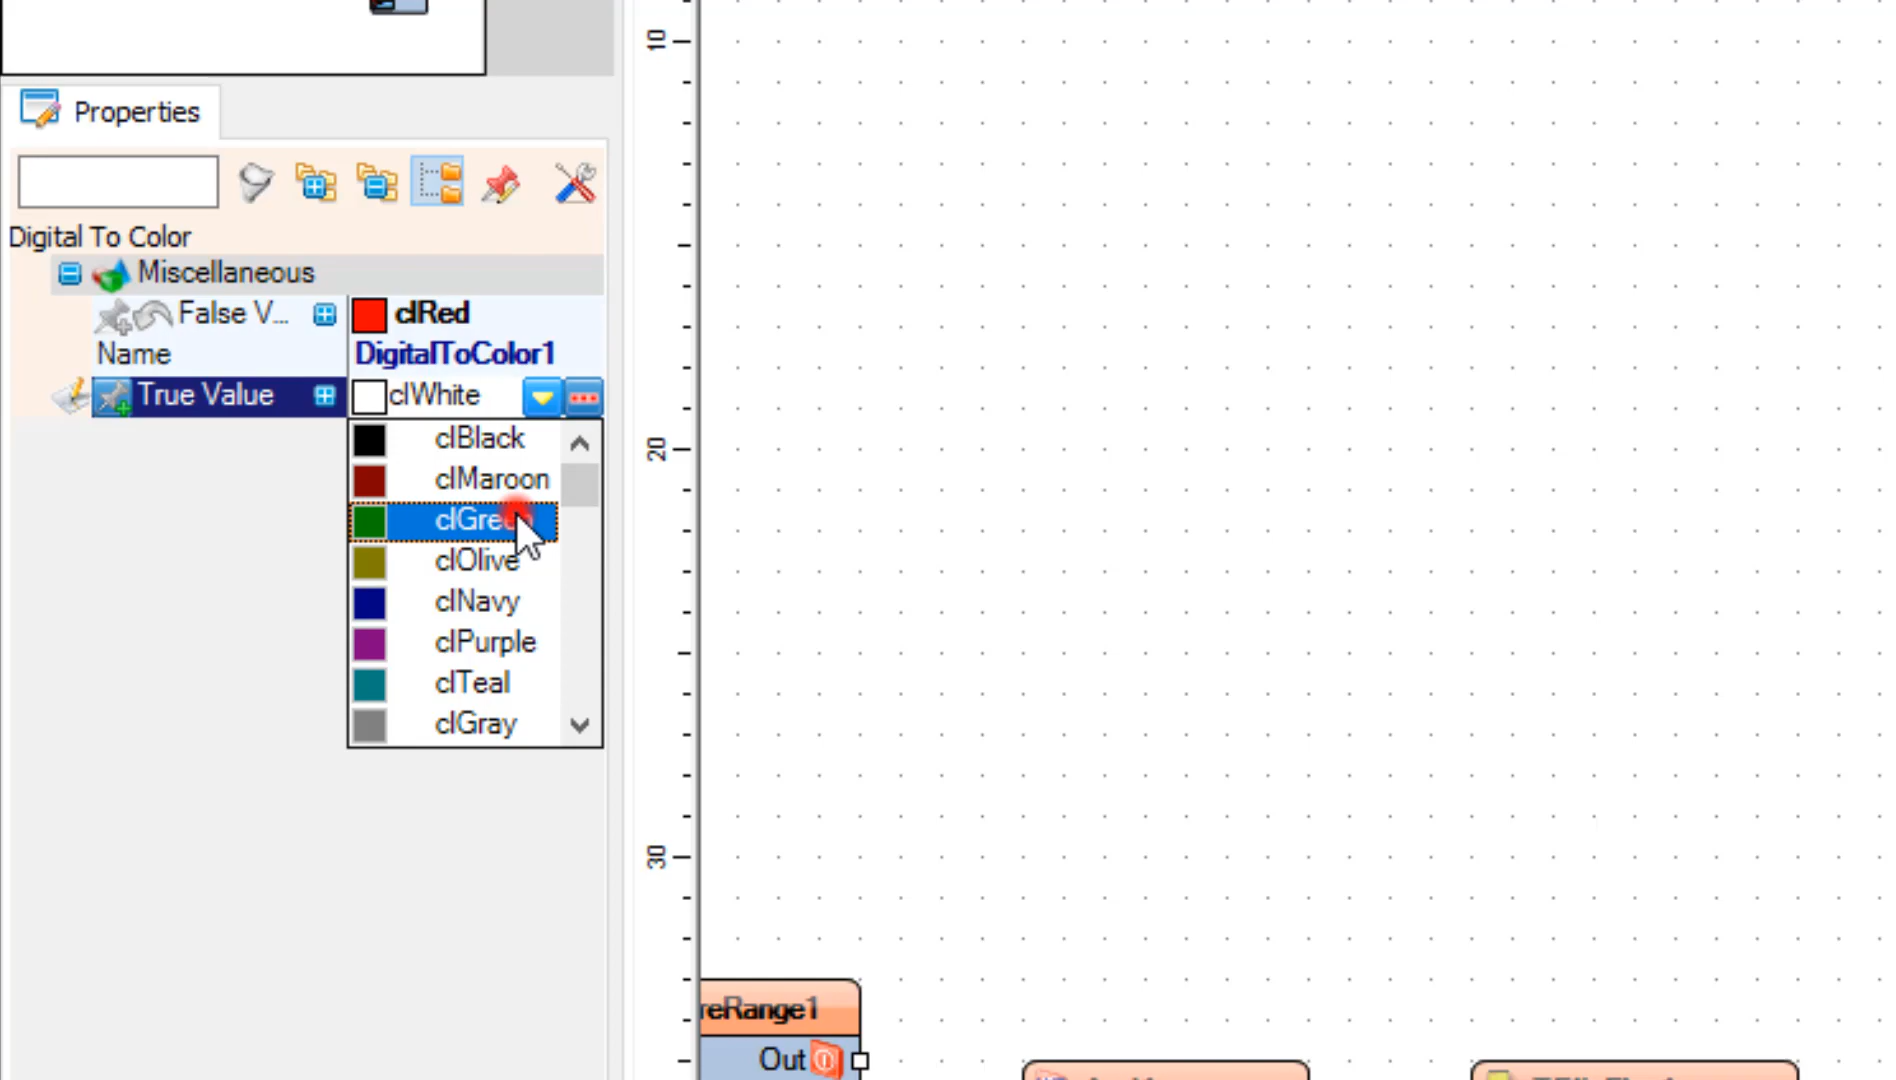 10
Properties
Digital To Color
Miscellaneous
False V... clRed
Name DigitalToColor1
True Value clWhite
clBlack
20
clMaroon
clGreen
clOlive
clNavy
clPurple
clTeal
clGray
30
reRange1
Out